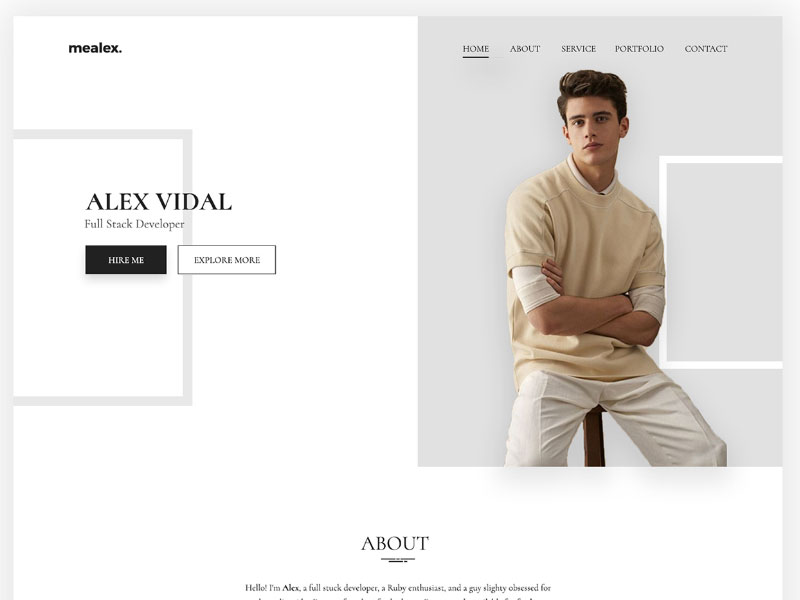 mealex.
HOME ABOUT SERVICE PORTFOLIO CONTACT
ALEX VIDAL
Full Stack Developer
HIRE ME
EXPLORE MORE
ABOUT
Hello! I'm Alex, a full stuck developer, a Ruby enthusiast, and a guy slighty obsessed for